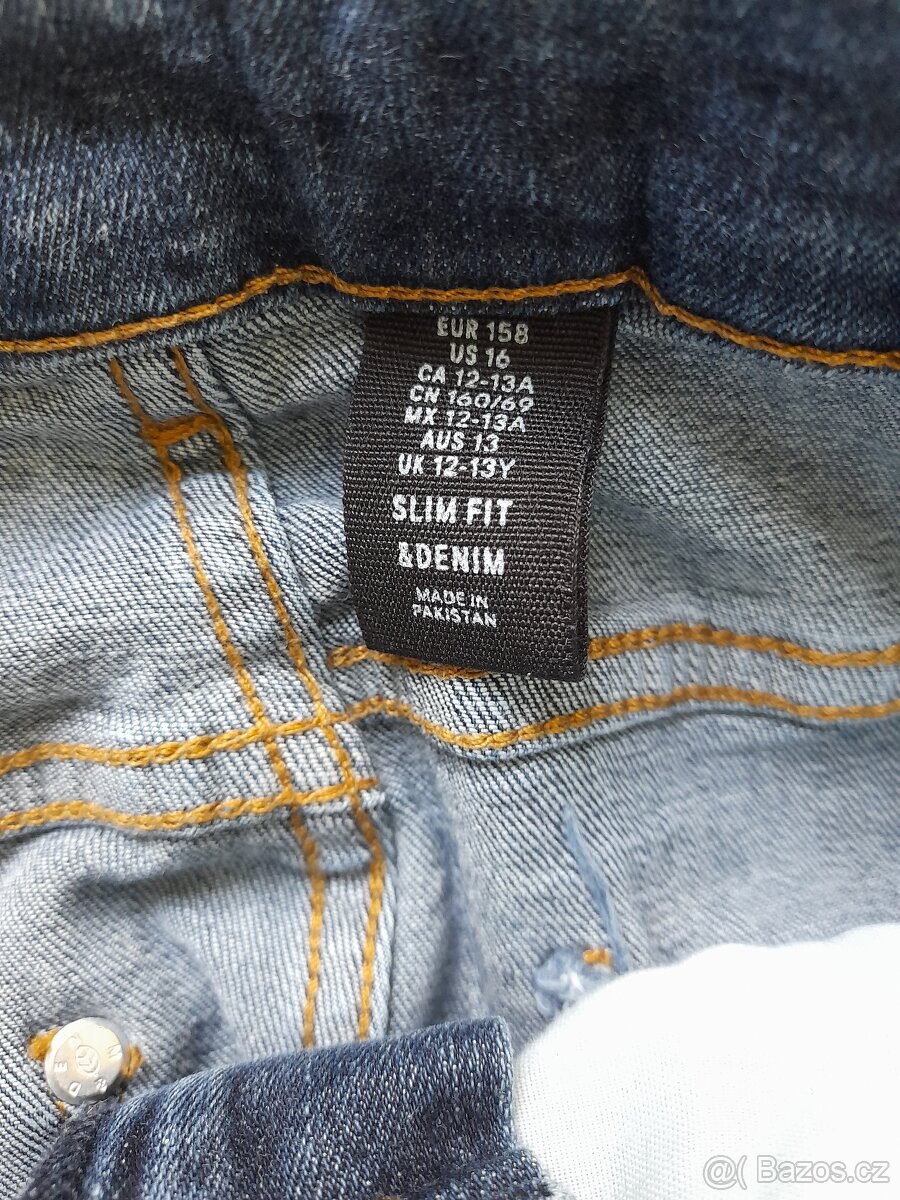 EUR 158
US 16
CA 12-13A
CN 160/69
MX 12-13A
AUS 13
UK 12-13Y
SLIM FIT
&DENIM
MADE IN
PAKISTAN
@( Bazos.cz